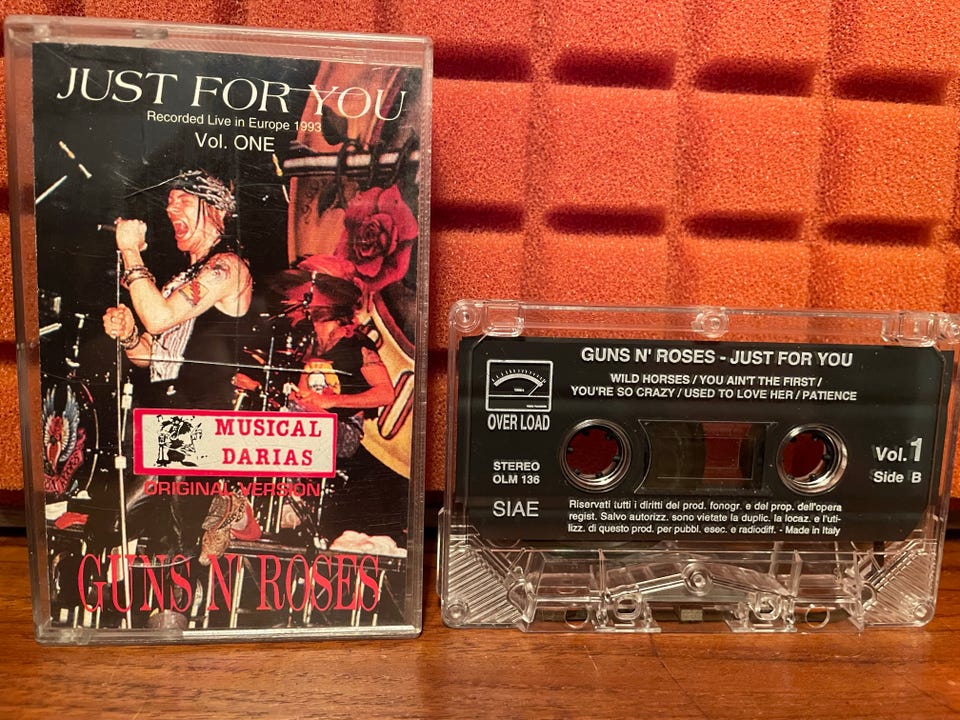 JUST FOR YOU
Recorded Live in Europe 1993
Vol. ONE
MUSICAL
DARIAS
ORIGINAL VERSION
GUNS N' ROSES
GUNS N' ROSES - JUST FOR YOU
WILD HORSES / YOU AIN'T THE FIRST /
YOU'RE SO CRAZY / USED TO LOVE HER / PATIENCE
OVER LOAD
STEREO
OLM 136
SIAE
Vol.1
Side B
Riservati tutti i diritti del prod. fonogr. e del prop. dell'opera
regist. Salvo autorizz. sono vietate la duplic. la locaz. e l'uti-
lizz. di questo prod. per pubbl. esec. e radiodiff. - Made in Italy